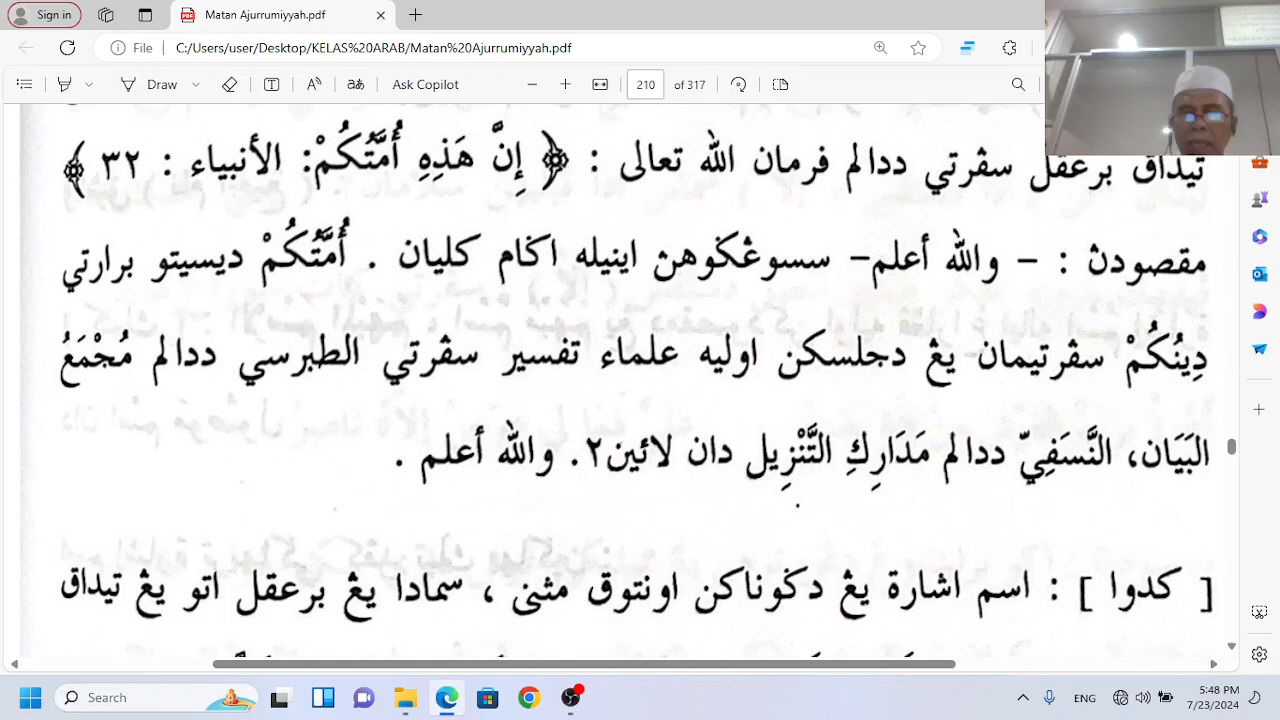 Sign in
Matan Ajurrumiyyah.pdf
File C:/Users/user/Desktop/KELAS%20ARAB/Matan%20Ajurrumiyyah.pdf
Draw
aあ
Ask Copilot
210 of 317
تيداق برعقل سڤرتي ددالم فرمان الله تعالى : ﴿ إِنَّ هَذِهِ أُمَّتُكُمْ: الأنبياء : ٣٢ ﴾
مقصودڽ : – والله أعلم– سسوڠݢوهڽ اينيله اݢام كليان . أُمَّتُكُمْ ديسيتو برارتي
دِينُكُمْ سڤرتيمان يڠ دجلسكن اوليه علماء تفسير سڤرتي الطبرسي ددالم مُجْمَعُ
البَيَان، النَّسَفِيّ ددالم مَدَارِكِ التَّنْزِيل دان لائين٢. والله أعلم .
[ كدوا ] : اسم اشارة يڠ دݢوناكن اونتوق مثنى ، سمادا يڠ برعقل اتو يڠ تيداق
Search
ENG
5:48 PM
7/23/2024